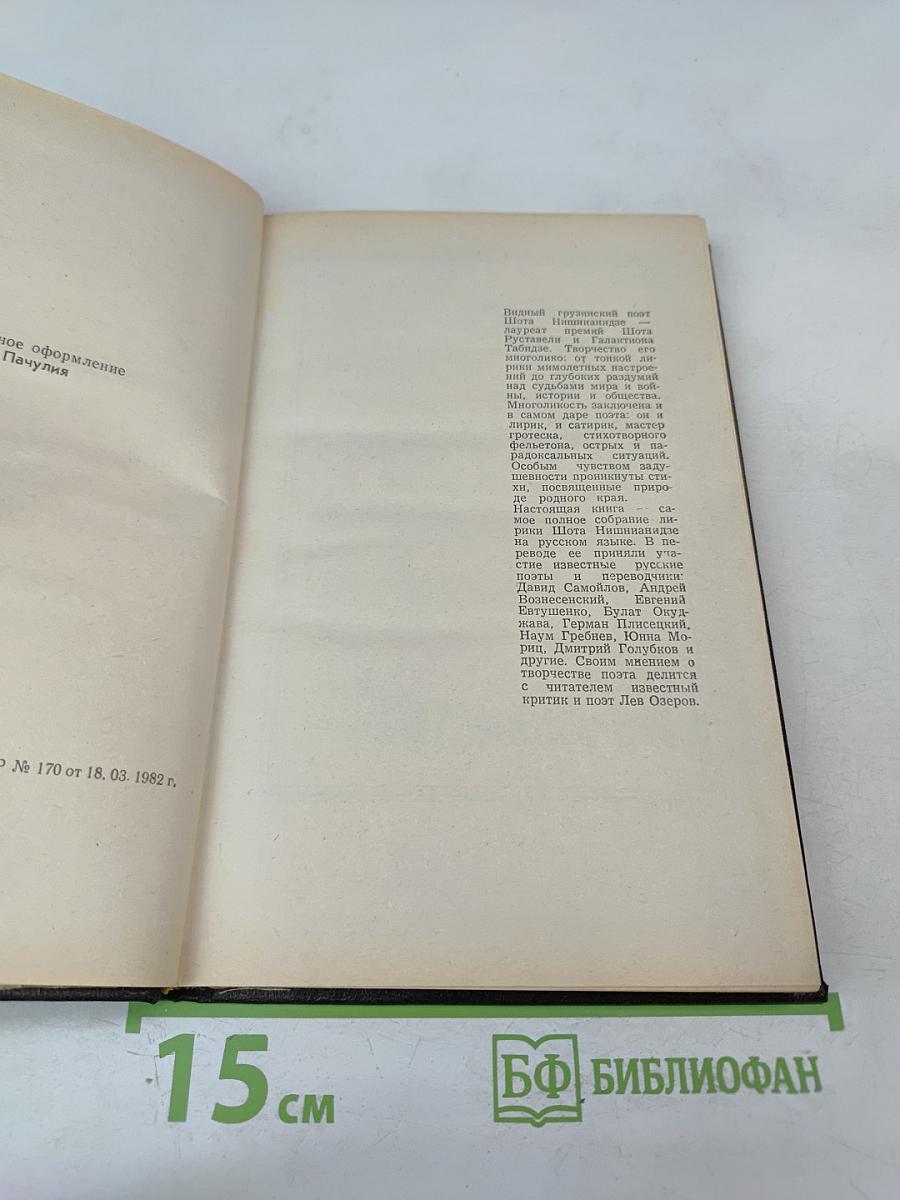 ное оформление
Пачулия
Р № 170 от 18. 03. 1982 г.
Видный грузинский поэт
Шота Нишнианидзе —
лауреат премий Шота
Руставели и Галактиона
Табидзе. Творчество его
многолико: от тонкой ли-
рики мимолетных настрое-
ний до глубоких раздумий
над судьбами мира и вой-
ны, истории и общества.
Многоликость заключена и
в самом даре поэта: он и
лирик, и сатирик, мастер
гротеска, стихотворного
фельетона, острых и па-
радоксальных ситуаций.
Особым чувством заду-
шевности проникнуты сти-
хи, посвященные приро-
де родного края.
Настоящая книга — са-
мое полное собрание ли-
рики Шота Нишнианидзе
на русском языке. В пе-
реводе ее приняли учa-
стие известные русские
поэты и переводчики:
Давид Самойлов, Андрей
Вознесенский, Евгений
Евтушенко, Булат Окуд-
жава, Герман Плисецкий,
Наум Гребнев, Юнна Мо-
риц, Дмитрий Голубков и
другие. Своим мнением о
творчестве поэта делится
с читателем известный
критик и поэт Лев Озеров.
15 см
БФ БИБЛИОФАН